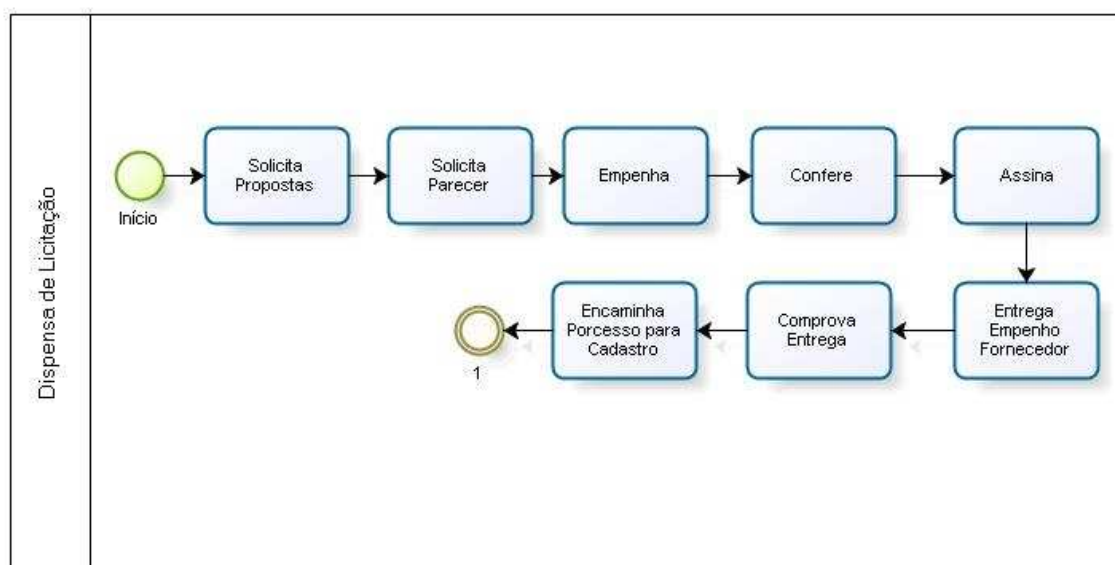 Dispensa de Licitação
Início
Solicita
Propostas
Solicita
Parecer
Empenha
Confere
Assina
Entrega
Empenho
Fornecedor
Comprova
Entrega
Encaminha
Porcesso para
Cadastro
1